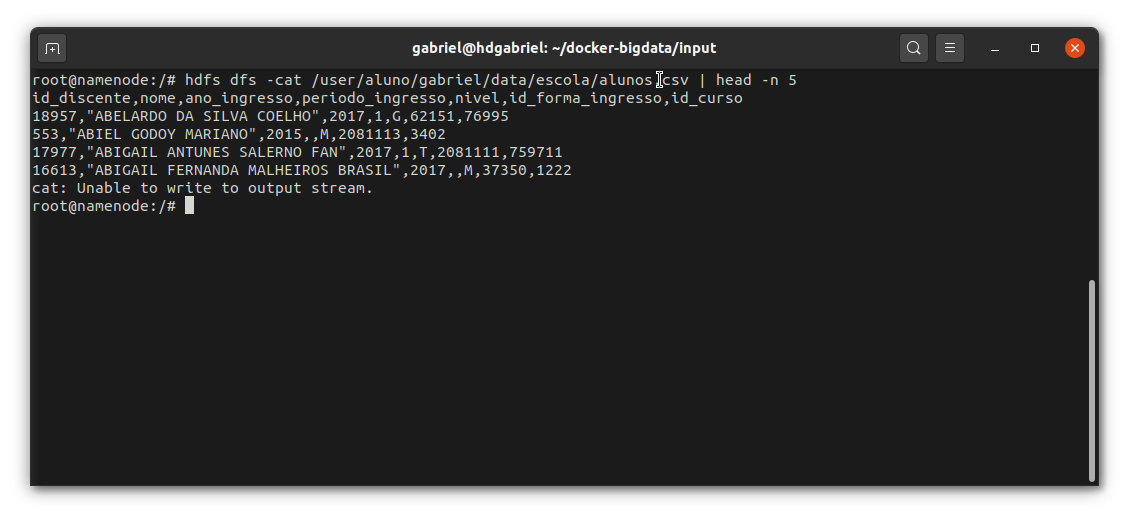 gabriel@hdgabriel: ~/docker-bigdata/input
root@namenode:/# hdfs dfs -cat /user/aluno/gabriel/data/escola/alunos.csv | head -n 5
id_discente,nome,ano_ingresso,periodo_ingresso,nivel,id_forma_ingresso,id_curso
18957,"ABELARDO DA SILVA COELHO",2017,1,G,62151,76995
553,"ABIEL GODOY MARIANO",2015,,M,2081113,3402
17977,"ABIGAIL ANTUNES SALERNO FAN",2017,1,T,2081111,759711
16613,"ABIGAIL FERNANDA MALHEIROS BRASIL",2017,,M,37350,1222
cat: Unable to write to output stream.
root@namenode:/#